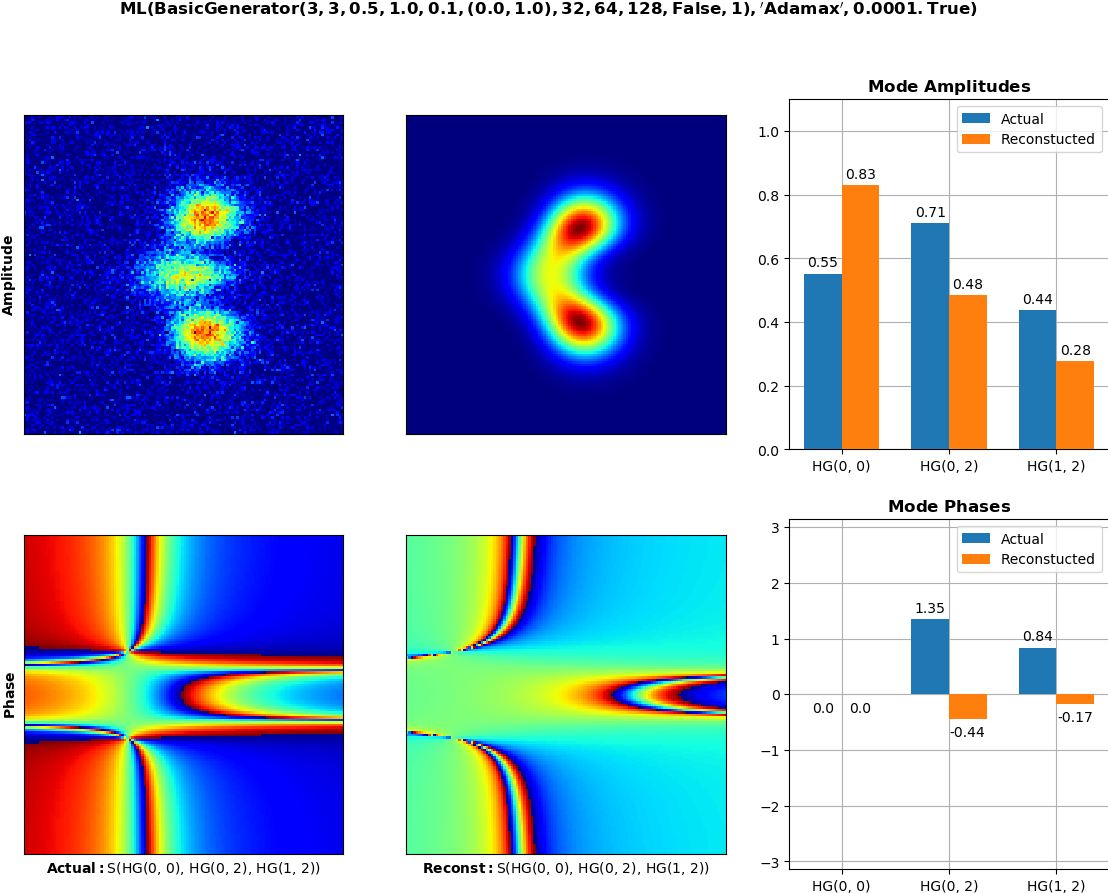 ML(BasicGenerator(3, 3, 0.5, 1.0, 0.1, (0.0, 1.0), 32, 64, 128, False, 1), 'Adamax', 0.0001. True)
Amplitude
Mode Amplitudes
Actual
Reconstucted
1.0
0.8
0.6
0.4
0.2
0.0
0.55
0.83
0.71
0.48
0.44
0.28
HG(0, 0)
HG(0, 2)
HG(1, 2)
Phase
Actual: S(HG(0, 0), HG(0, 2), HG(1, 2))
Reconst: S(HG(0, 0), HG(0, 2), HG(1, 2))
Mode Phases
Actual
Reconstucted
3
2
1
0
−1
−2
−3
0.0
0.0
1.35
-0.44
0.84
-0.17
HG(0, 0)
HG(0, 2)
HG(1, 2)